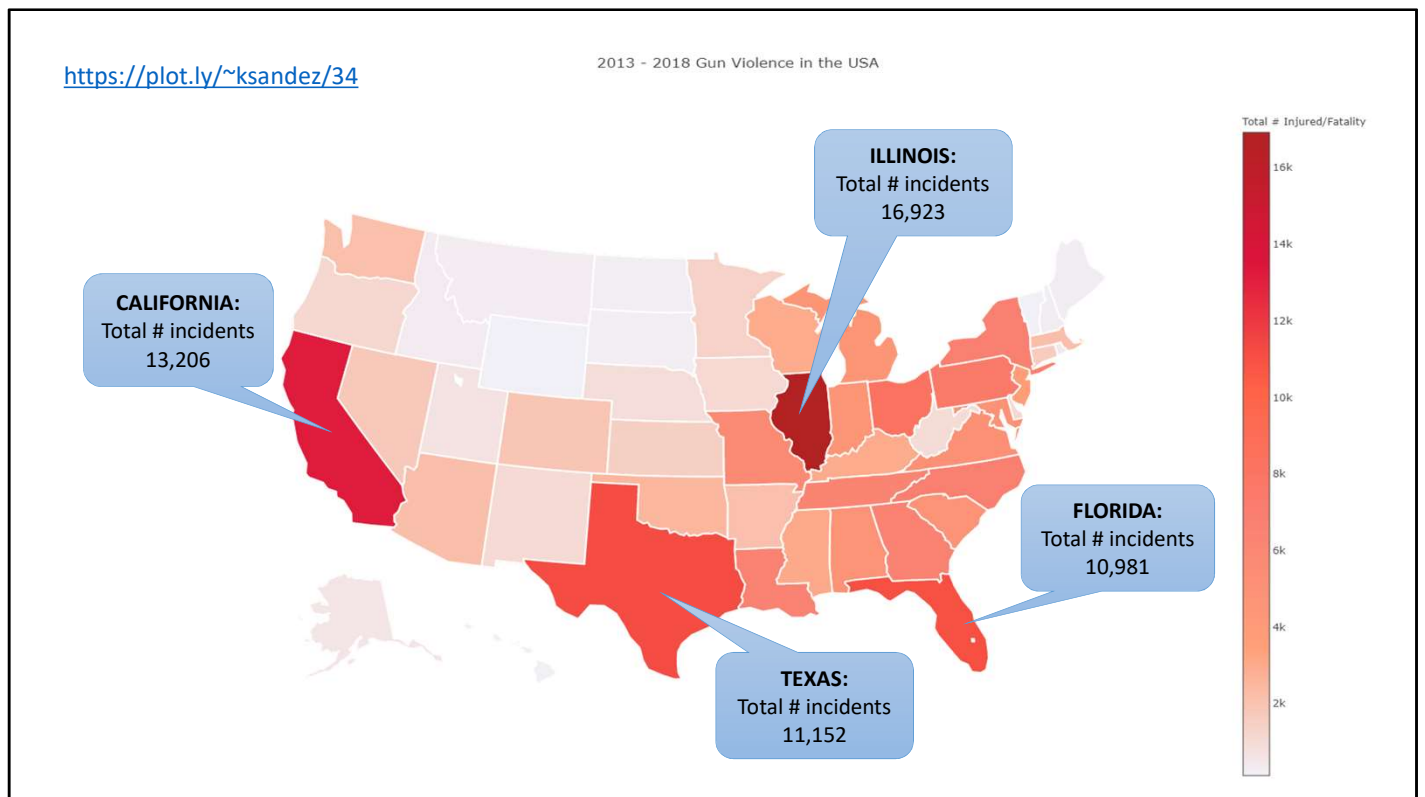 https://plot.ly/~ksandez/34
2013 - 2018 Gun Violence in the USA
Total # Injured/Fatality
16k
14k
12k
10k
8k
6k
4k
2k
ILLINOIS:
Total # incidents
16,923
CALIFORNIA:
Total # incidents
13,206
FLORIDA:
Total # incidents
10,981
TEXAS:
Total # incidents
11,152